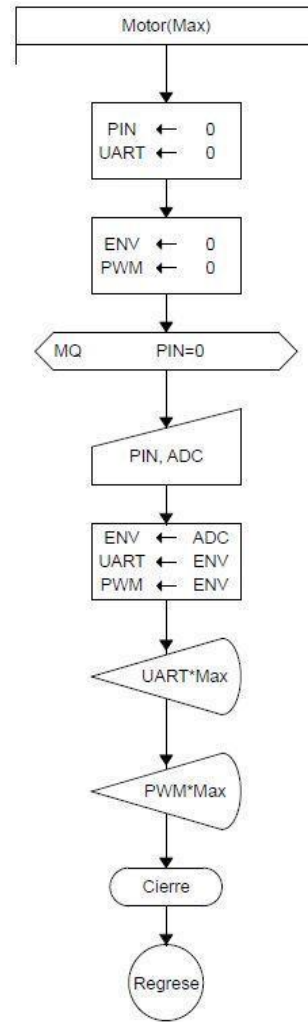 Motor(Max)
PIN ← 0
UART ← 0
ENV ← 0
PWM ← 0
MQ PIN=0
PIN, ADC
ENV ← ADC
UART ← ENV
PWM ← ENV
UART*Max
PWM*Max
Cierre
Regrese